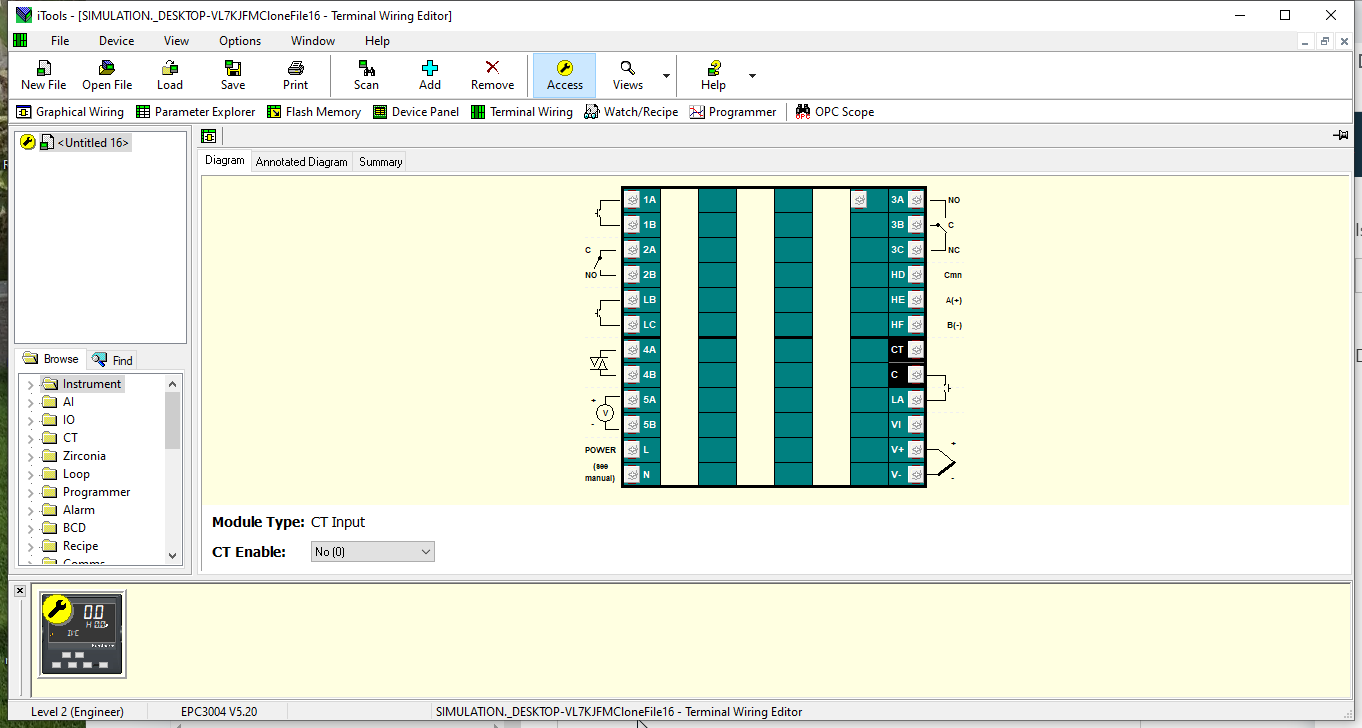 iTools - [SIMULATION._DESKTOP-VL7KJFMCloneFile16 - Terminal Wiring Editor]
File Device View Options Window Help
New File Open File Load Save Print Scan Add Remove Access Views Help
Graphical Wiring Parameter Explorer Flash Memory Device Panel Terminal Wiring Watch/Recipe Programmer OPC Scope
<Untitled 16>
Diagram Annotated Diagram Summary
1A 3A NO
1B 3B C
C 2A 3C NC
NO 2B HD Cmn
LB HE A(+)
LC HF B(-)
4A CT
4B C
+ V - 5A LA
5B VI
POWER L V+ +
(see manual) N V- -
Module Type: CT Input
CT Enable: No (0)
Browse Find
Instrument
AI
IO
CT
Zirconia
Loop
Programmer
Alarm
BCD
Recipe
Comms
00
H 00
Level 2 (Engineer) EPC3004 V5.20 SIMULATION._DESKTOP-VL7KJFMCloneFile16 - Terminal Wiring Editor